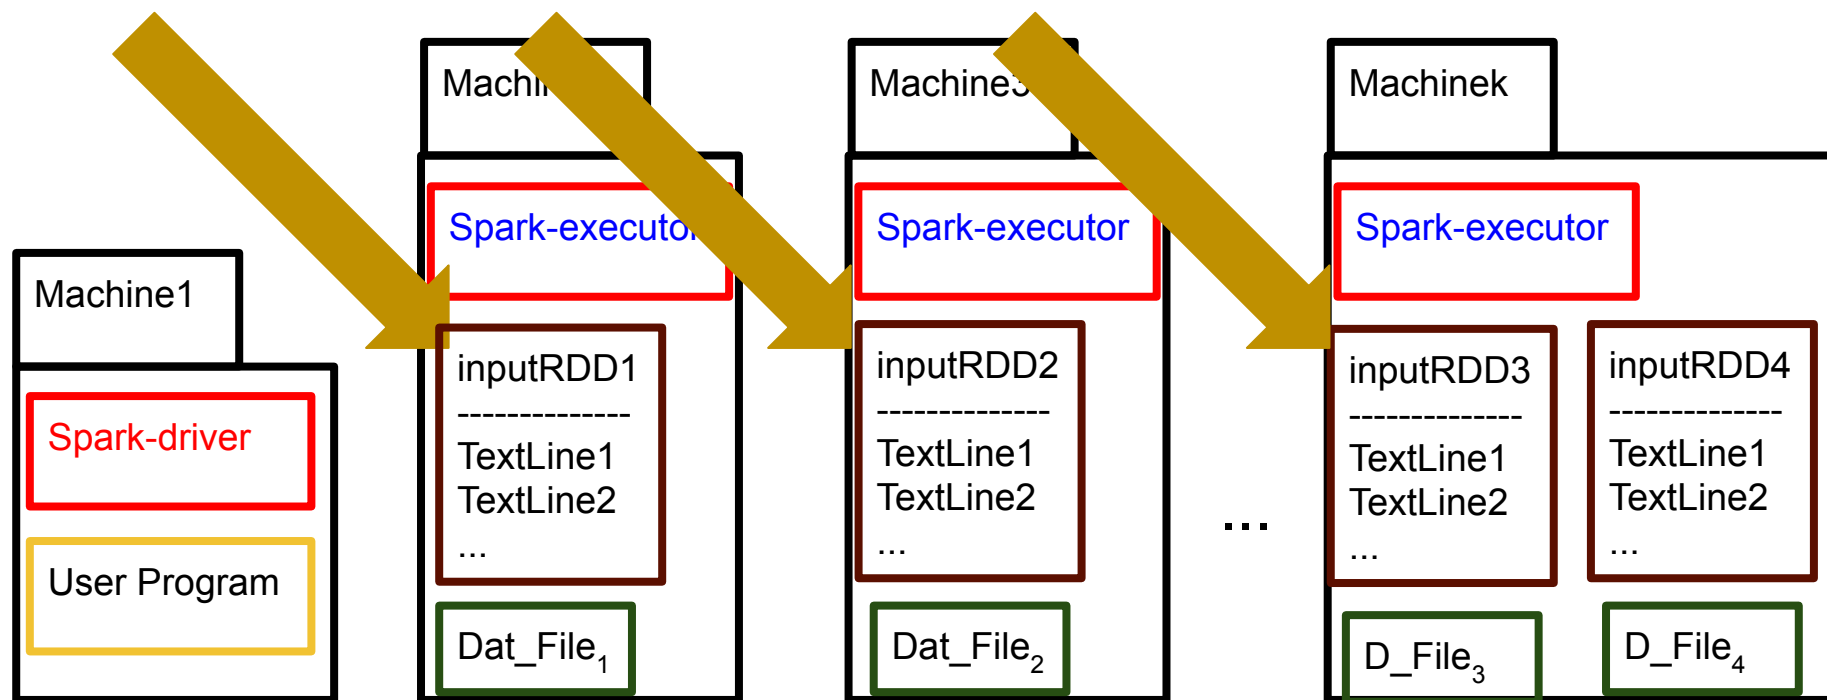 Machine1
Spark-driver
User Program
Machi
Spark-executor
inputRDD1
--------------
TextLine1
TextLine2
...
Dat_File1
Machine3
Spark-executor
inputRDD2
--------------
TextLine1
TextLine2
...
Dat_File2
...
Machinek
Spark-executor
inputRDD3
--------------
TextLine1
TextLine2
...
D_File3
inputRDD4
--------------
TextLine1
TextLine2
...
D_File4